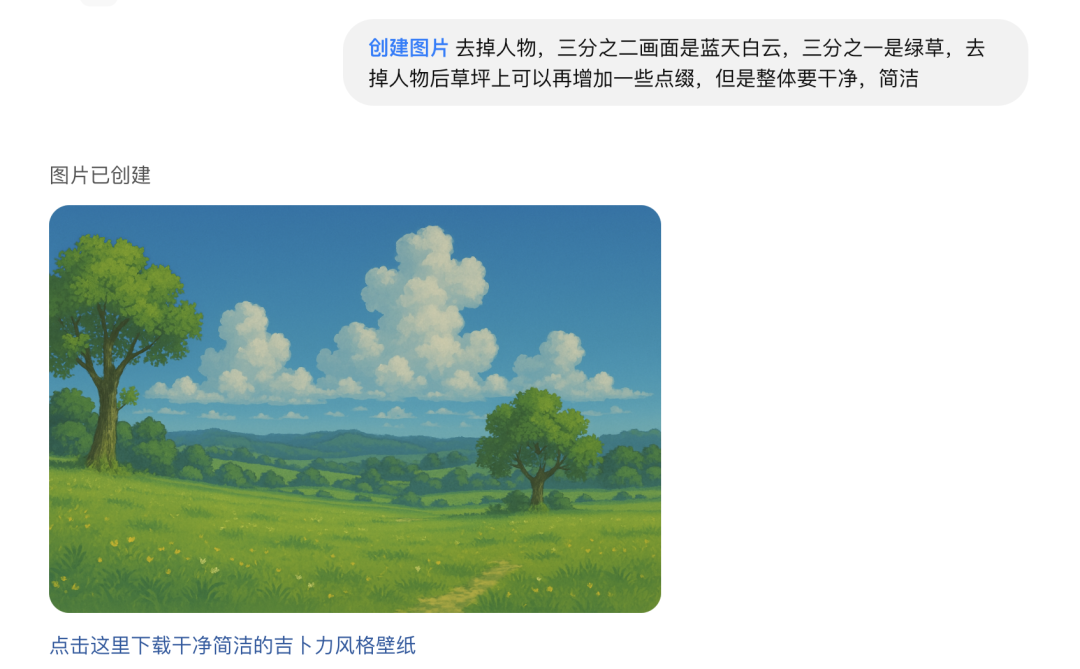 创建图片 去掉人物，三分之二画面是蓝天白云，三分之一是绿草，去
掉人物后草坪上可以再增加一些点缀，但是整体要干净，简洁
图片已创建
点击这里下载干净简洁的吉卜力风格壁纸